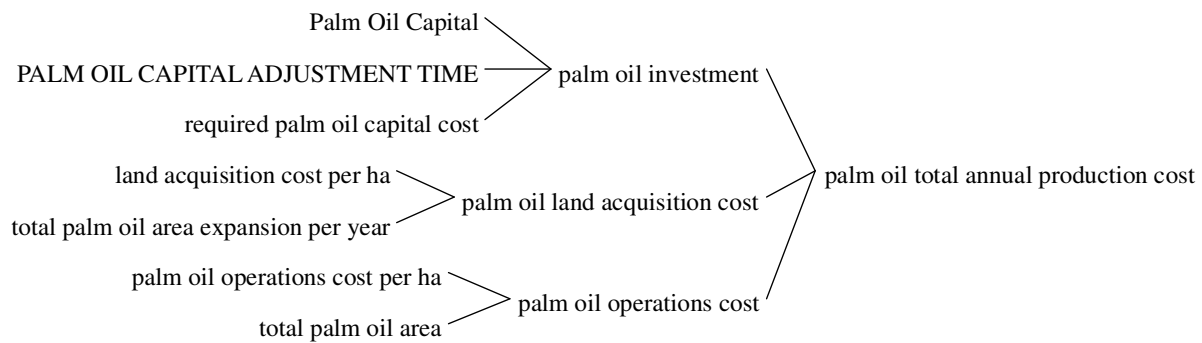 Palm Oil Capital
PALM OIL CAPITAL ADJUSTMENT TIME
palm oil investment
required palm oil capital cost
land acquisition cost per ha
palm oil total annual production cost
palm oil land acquisition cost
total palm oil area expansion per year
palm oil operations cost per ha
palm oil operations cost
total palm oil area